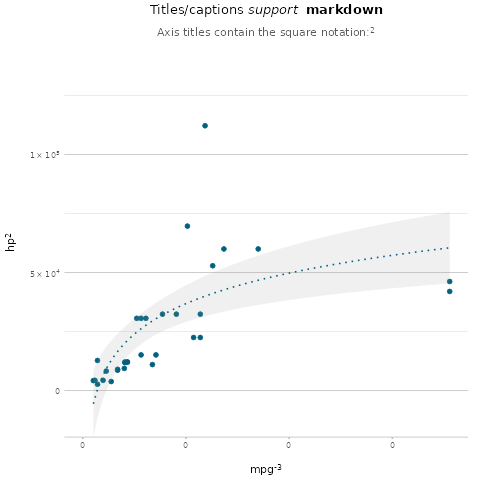 Titles/captions support markdown
Axis titles contain the square notation:²
1 × 10⁵
5 × 10⁴
0
hp²
0 0 0 0
mpg⁻³